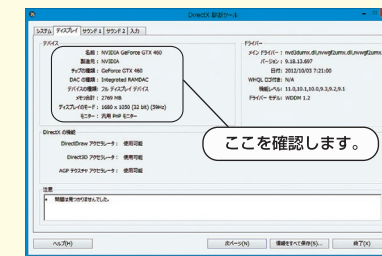 DirectX 診断ツール
システム ディスプレイ サウンド 1 サウンド 2 入力
デバイス
名前: NVIDIA GeForce GTX 460
製造元: NVIDIA
チップの種類: GeForce GTX 460
DAC の種類: Integrated RAMDAC
デバイスの種類: フル ディスプレイ デバイス
メモリ合計: 2769 MB
ディスプレイのモード: 1680 x 1050 (32 bit) (59Hz)
モニター: 汎用 PnP モニター
ドライバー
メイン ドライバー: nvd3dumx.dll,nvwgf2umx.dll,nvwgf2umx.
バージョン: 9.18.13.697
日付: 2012/10/03 7:21:00
WHQL ロゴ付き: N/A
機能レベル: 11.0,10.1,10.0,9.3,9.2,9.1
ドライバー モデル: WDDM 1.2
ここを確認します。
DirectX の機能
DirectDraw アクセラレータ: 使用可能
Direct3D アクセラレータ: 使用可能
AGP テクスチャ アクセラレータ: 使用可能
注意
• 問題は見つかりませんでした。
ヘルプ(H) 次ページ(N) 情報をすべて保存(S)... 終了(X)